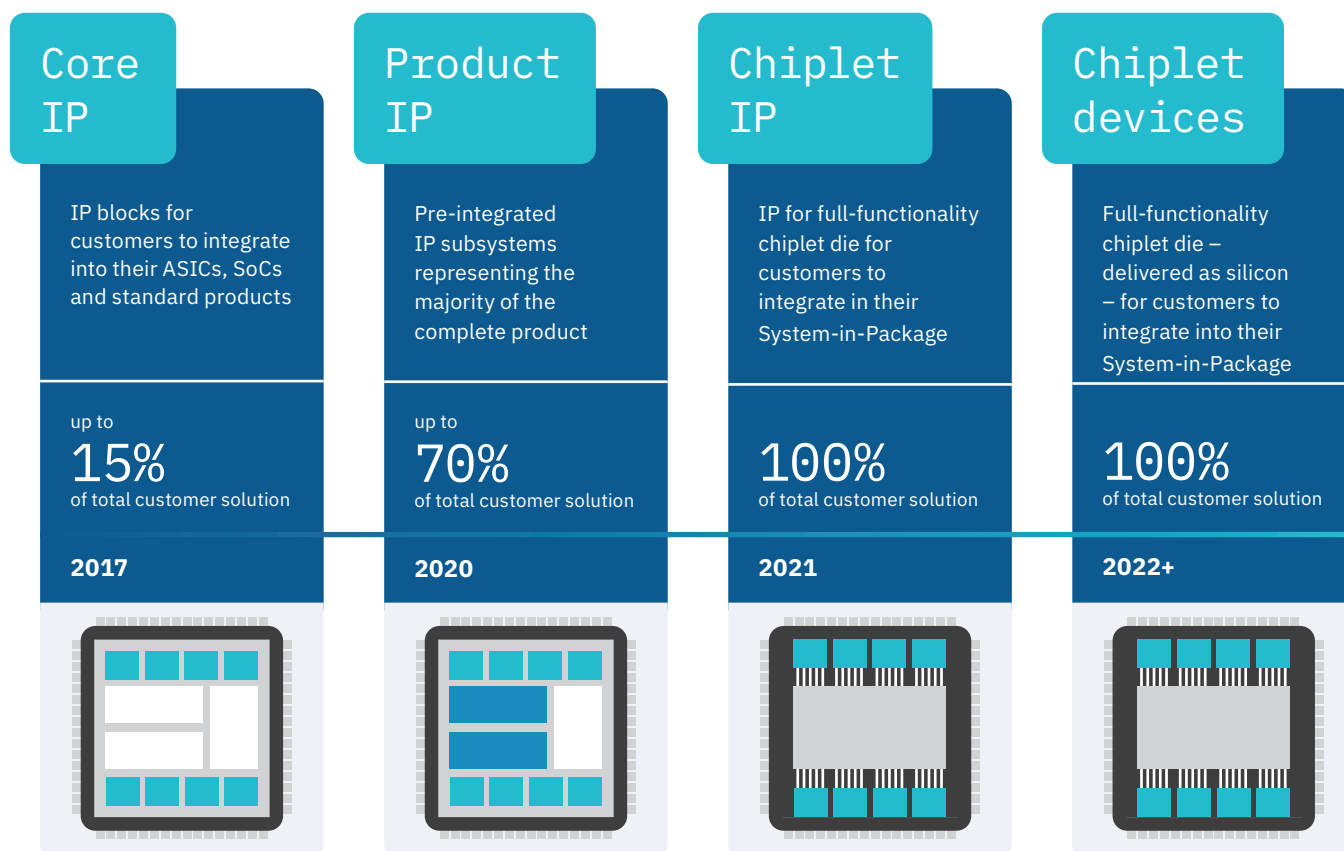 Core
IP
IP blocks for
customers to integrate
into their ASICs, SoCs
and standard products
up to
15%
of total customer solution
2017
Product
IP
Pre-integrated
IP subsystems
representing the
majority of the
complete product
up to
70%
of total customer solution
2020
Chiplet
IP
IP for full-functionality
chiplet die for
customers to
integrate in their
System-in-Package
100%
of total customer solution
2021
Chiplet
devices
Full-functionality
chiplet die –
delivered as silicon
– for customers to
integrate into their
System-in-Package
100%
of total customer solution
2022+